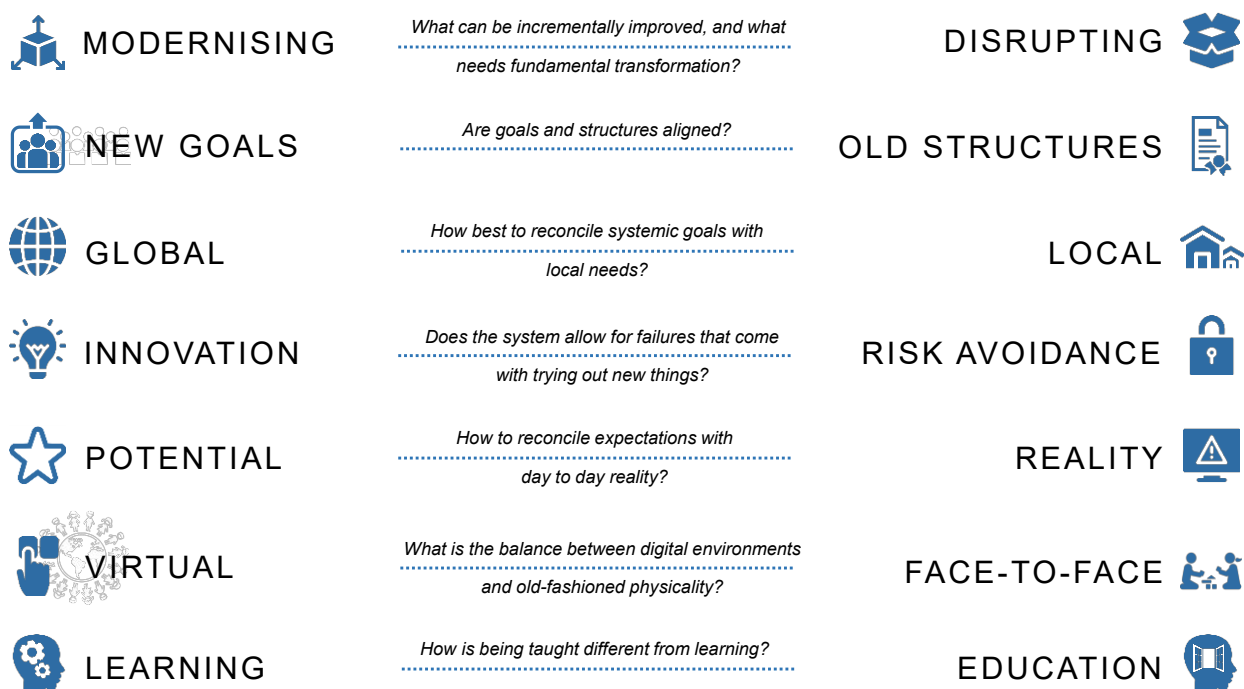 MODERNISING
What can be incrementally improved, and what
needs fundamental transformation?
DISRUPTING
NEW GOALS
Are goals and structures aligned?
OLD STRUCTURES
GLOBAL
How best to reconcile systemic goals with
local needs?
LOCAL
INNOVATION
Does the system allow for failures that come
with trying out new things?
RISK AVOIDANCE
POTENTIAL
How to reconcile expectations with
day to day reality?
REALITY
VIRTUAL
What is the balance between digital environments
and old-fashioned physicality?
FACE-TO-FACE
LEARNING
How is being taught different from learning?
EDUCATION